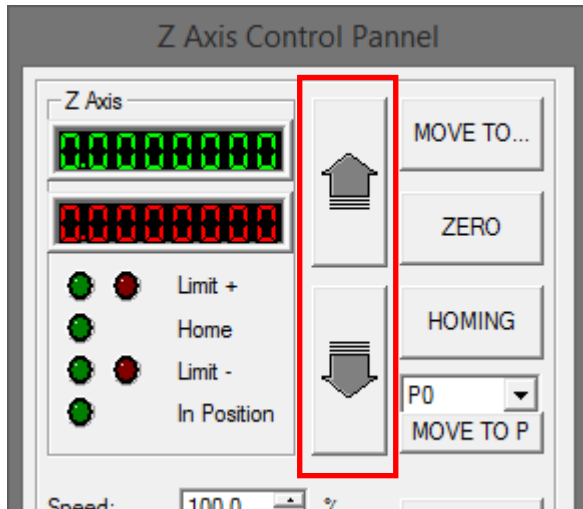 Z Axis Control Pannel
Z Axis
MOVE TO...
0.0000000
0.0000000
ZERO
Limit +
Home
HOMING
Limit -
P0
In Position
MOVE TO P
Speed: 100.0 %